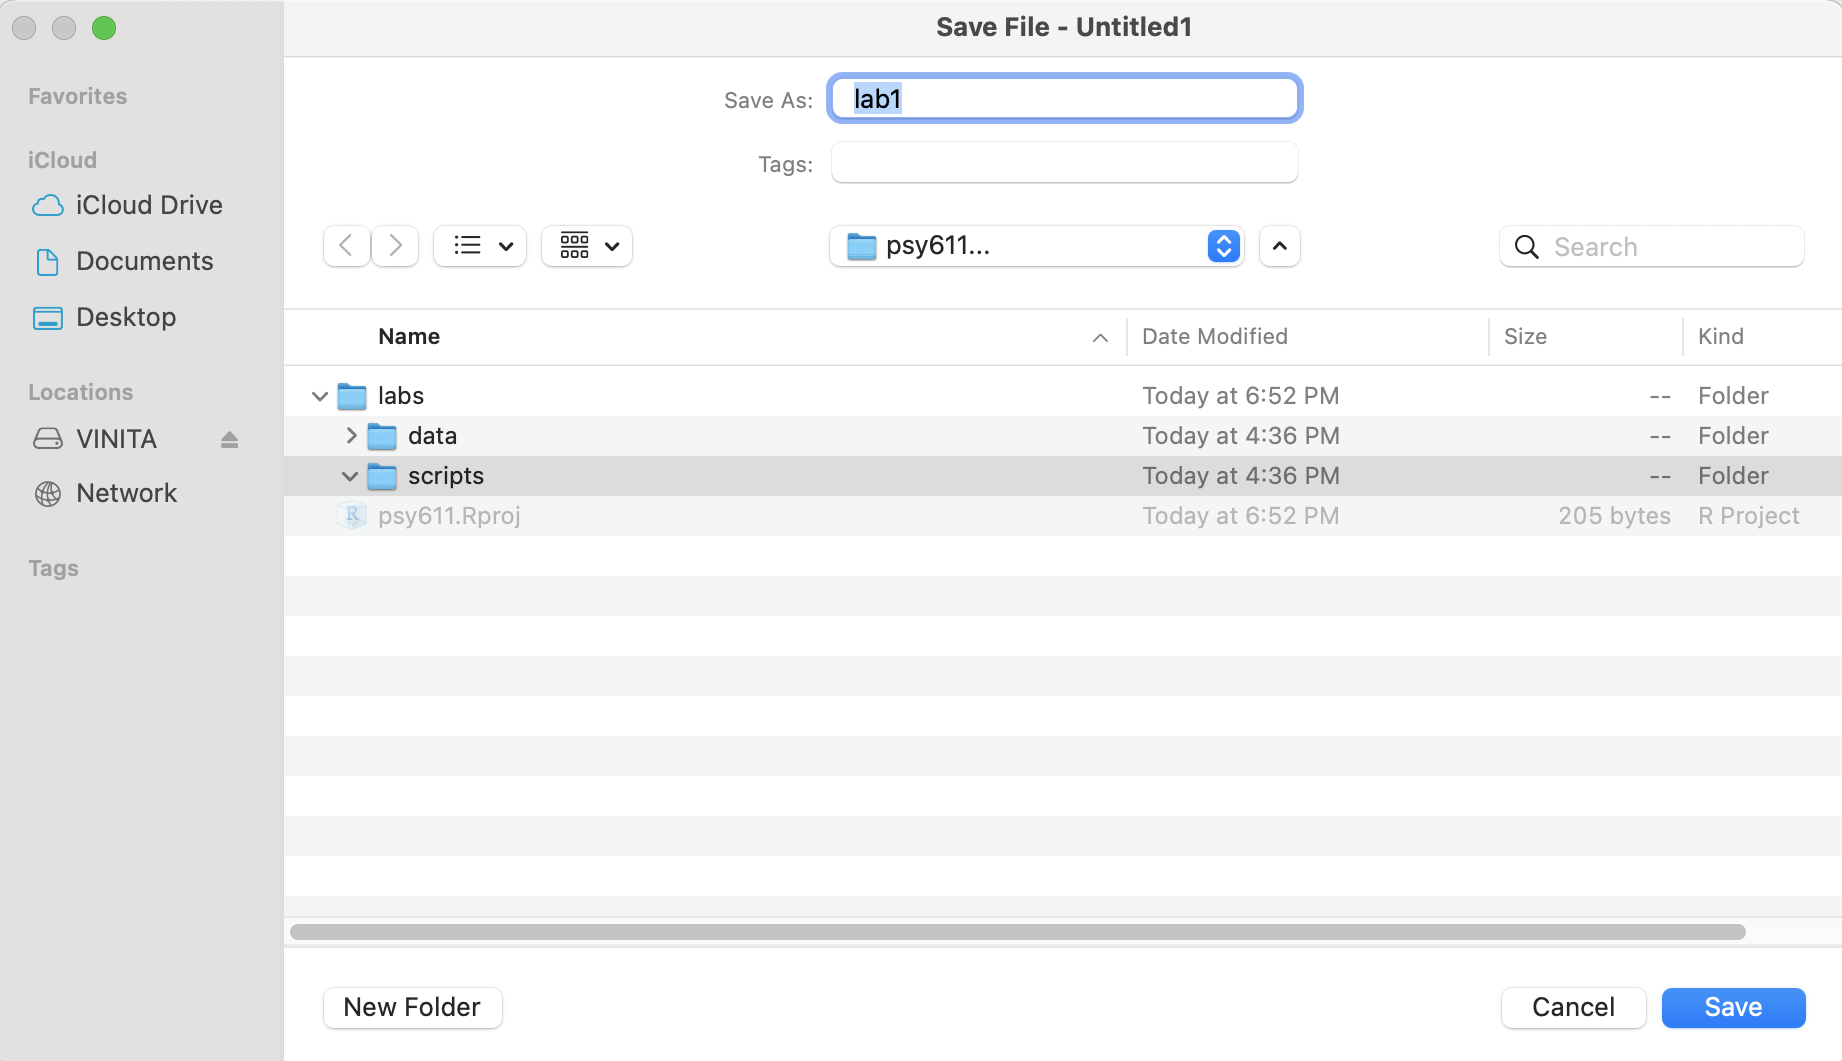 Save File - Untitled1
Favorites
iCloud
iCloud Drive
Documents
Desktop
Locations
VINITA
Network
Tags
Save As: lab1
Tags:
psy611...
Search
Name Date Modified Size Kind
labs Today at 6:52 PM -- Folder
data Today at 4:36 PM -- Folder
scripts Today at 4:36 PM -- Folder
R psy611.Rproj Today at 6:52 PM 205 bytes R Project
New Folder Cancel Save